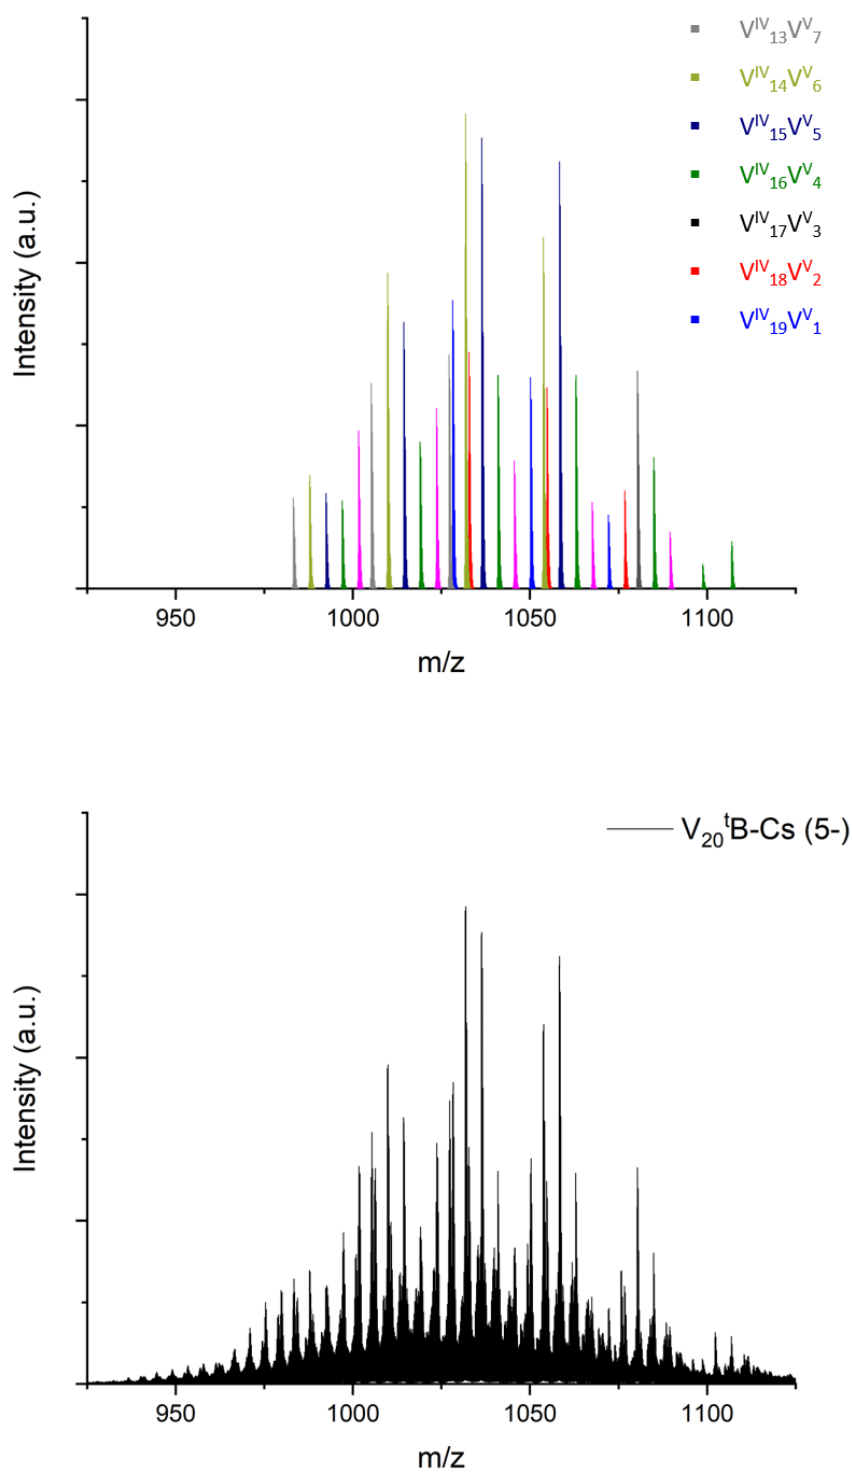 V^IV_13V^V_7
V^IV_14V^V_6
V^IV_15V^V_5
V^IV_16V^V_4
V^IV_17V^V_3
V^IV_18V^V_2
V^IV_19V^V_1
Intensity (a.u.)
950 1000 1050 1100
m/z
V_20^tB-Cs (5-)
Intensity (a.u.)
950 1000 1050 1100
m/z